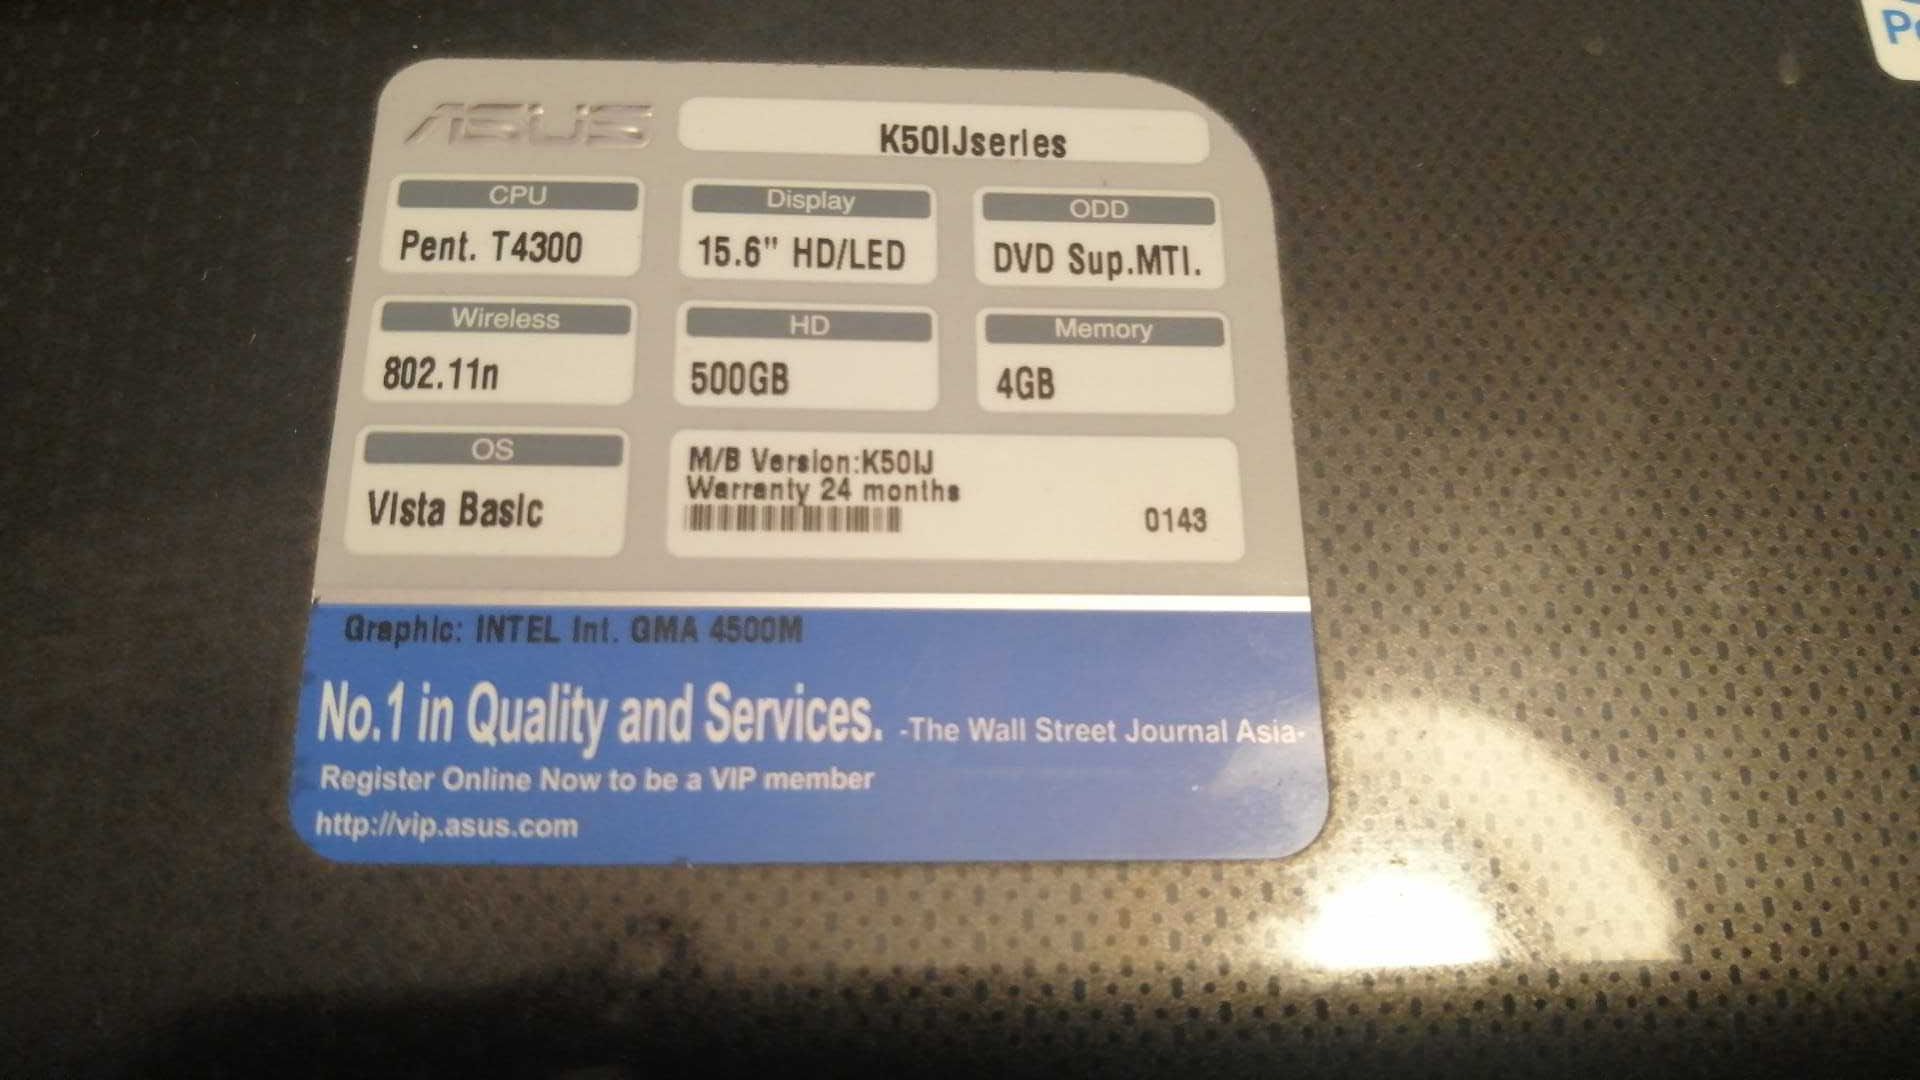 ASUS
K50IJseries
CPU
Display
ODD
Pent. T4300
15.6" HD/LED
DVD Sup.MTI.
Wireless
HD
Memory
802.11n
500GB
4GB
OS
Vista Basic
M/B Version:K50IJ
Warranty 24 months
0143
Graphic: INTEL Int. GMA 4500M
No.1 in Quality and Services. -The Wall Street Journal Asia-
Register Online Now to be a VIP member
http://vip.asus.com